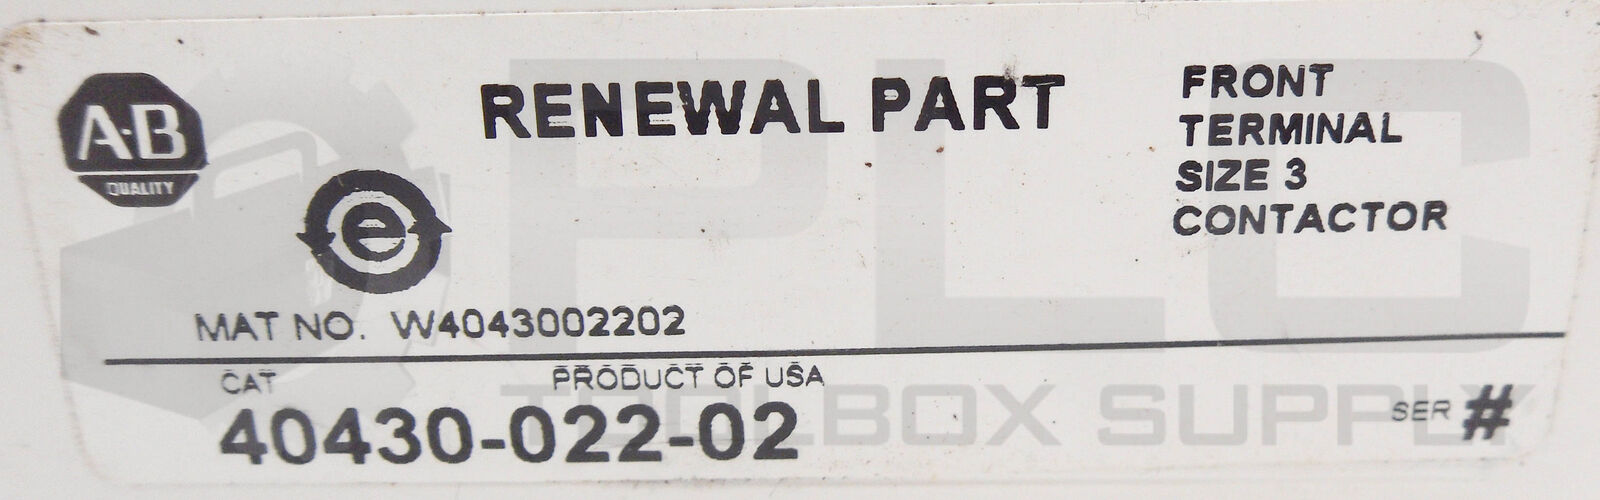 A-B
QUALITY
RENEWAL PART
FRONT
TERMINAL
SIZE 3
CONTACTOR
e
MAT NO. W4043002202
CAT
PRODUCT OF USA
40430-022-02
SER #
PLC
TOOLBOX SUPPLY